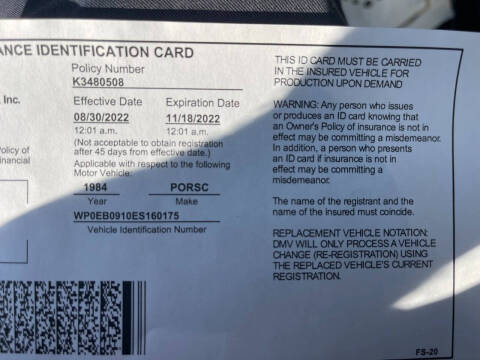 ANCE IDENTIFICATION CARD
Policy Number
K3480508
Inc.
Effective Date Expiration Date
08/30/2022 11/18/2022
12:01 a.m. 12:01 a.m.
(Not acceptable to obtain registration
after 45 days from effective date.)
Policy of
inancial
Applicable with respect to the following
Motor Vehicle:
1984 PORSC
Year Make
WP0EB0910ES160175
Vehicle Identification Number
THIS ID CARD MUST BE CARRIED
IN THE INSURED VEHICLE FOR
PRODUCTION UPON DEMAND
WARNING: Any person who issues
or produces an ID card knowing that
an Owner's Policy of insurance is not in
effect may be committing a misdemeanor.
In addition, a person who presents
an ID card if insurance is not in
effect may be committing a
misdemeanor.
The name of the registrant and the
name of the insured must coincide.
REPLACEMENT VEHICLE NOTATION:
DMV WILL ONLY PROCESS A VEHICLE
CHANGE (RE-REGISTRATION) USING
THE REPLACED VEHICLE'S CURRENT
REGISTRATION.
FS-20